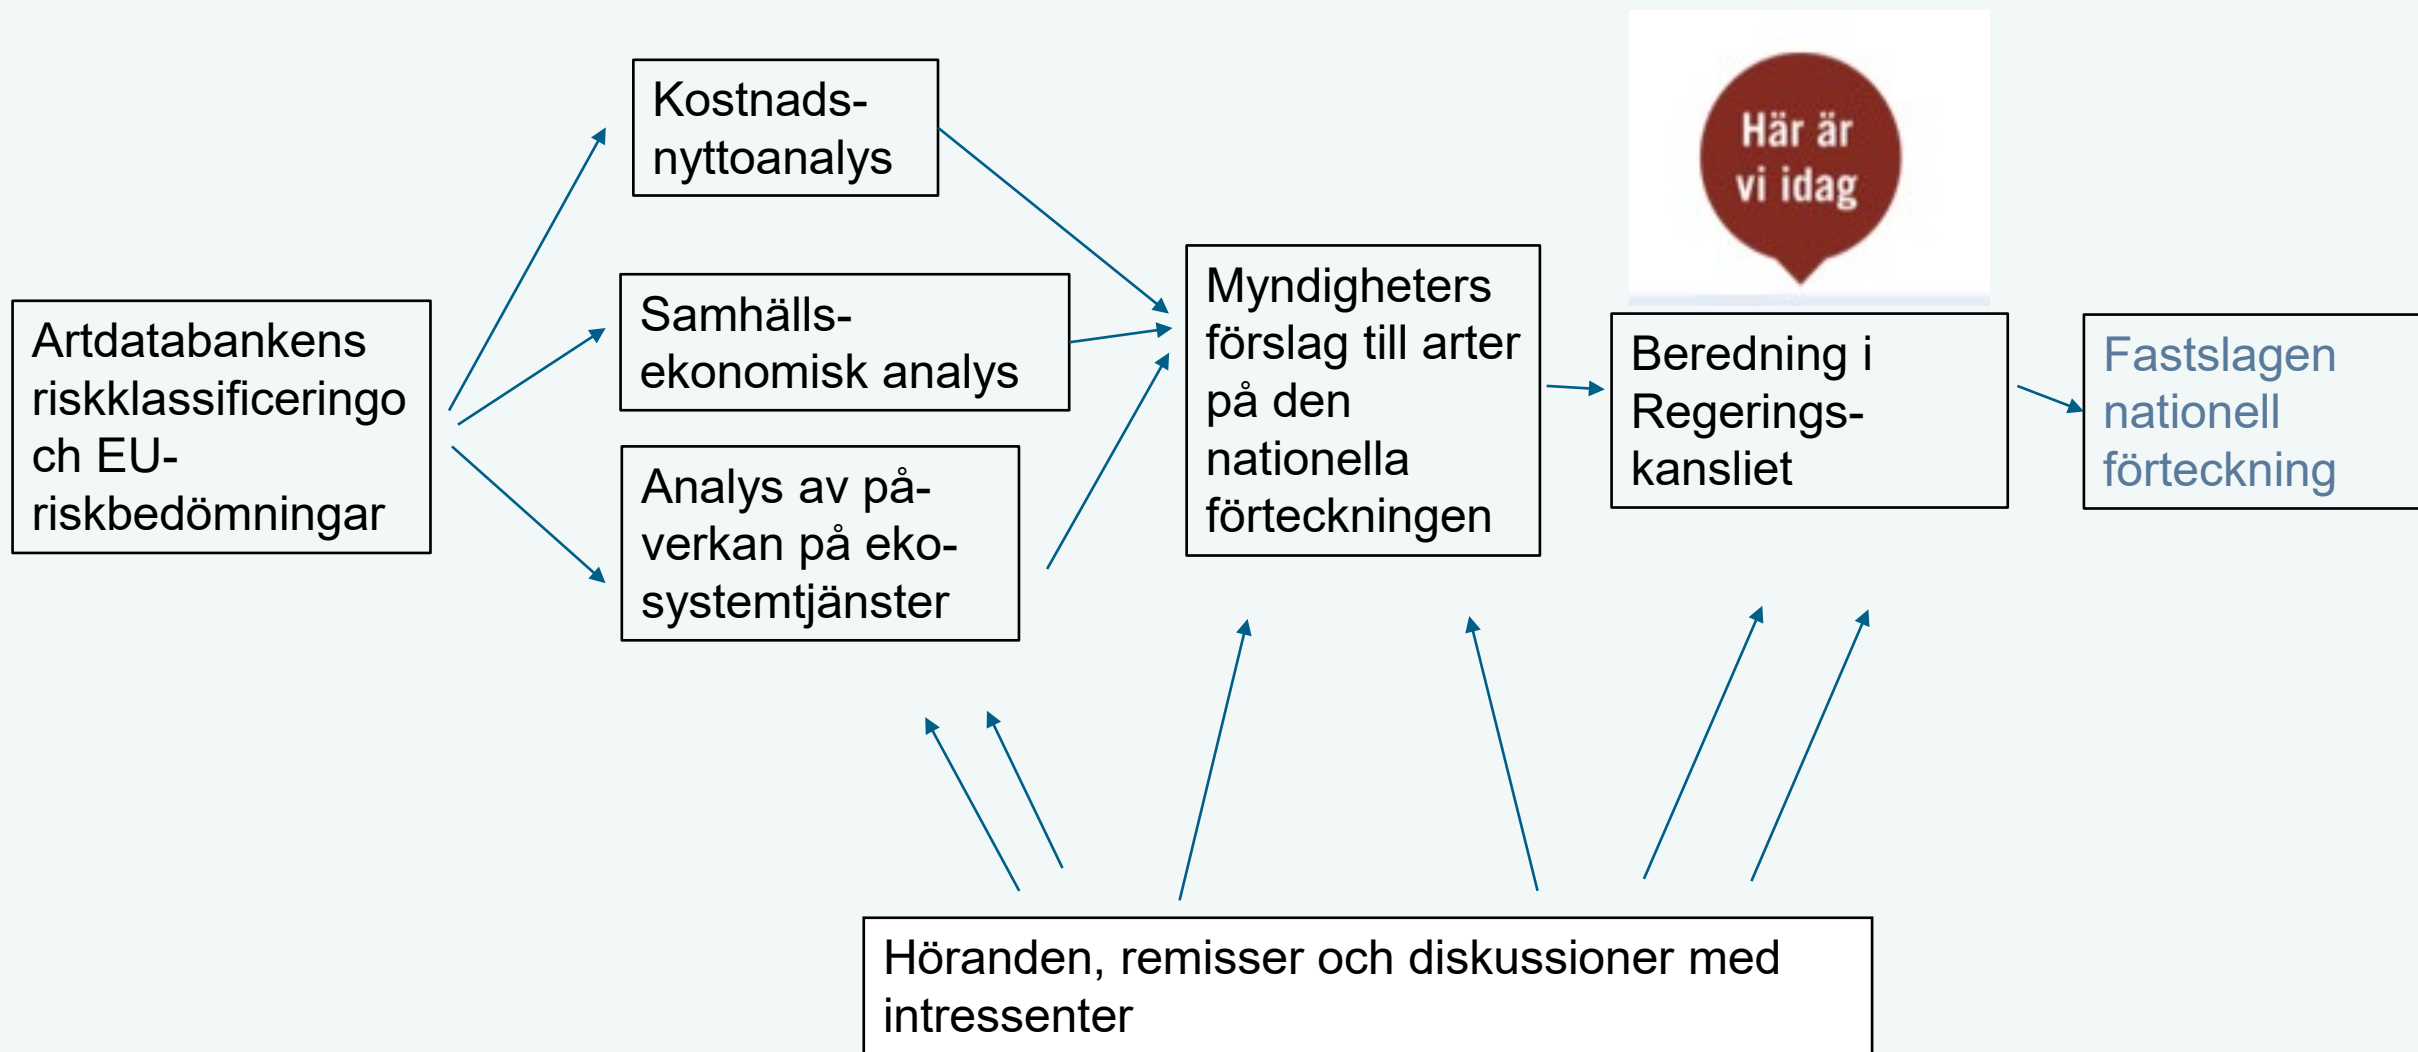 Artdatabankens
riskklassificeringo
ch EU-
riskbedömningar
Kostnads-
nyttoanalys
Samhälls-
ekonomisk analys
Analys av på-
verkan på eko-
systemtjänster
Myndigheters
förslag till arter
på den
nationella
förteckningen
Här är
vi idag
Beredning i
Regerings-
kansliet
Fastslagen
nationell
förteckning
Höranden, remisser och diskussioner med
intressenter